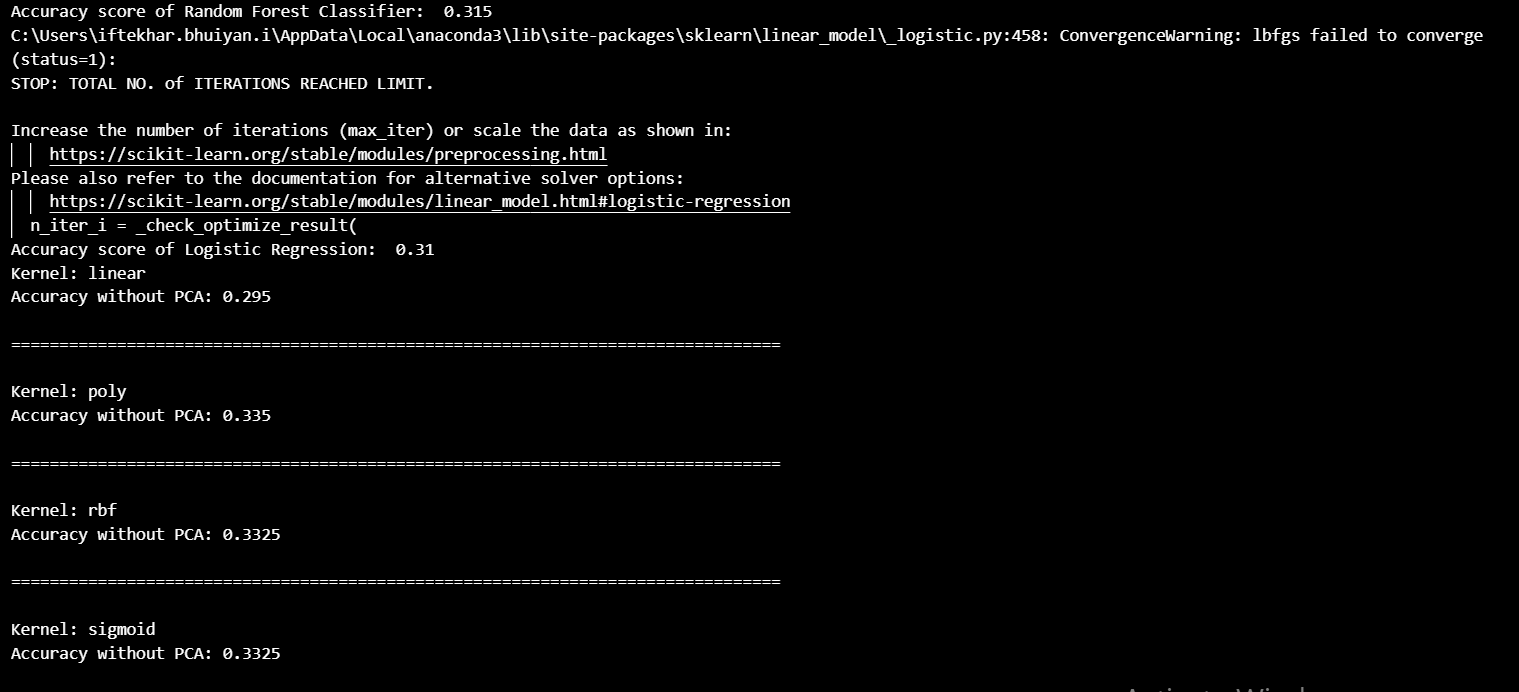 Accuracy score of Random Forest Classifier:  0.315
C:\Users\iftekhar.bhuiyan.i\AppData\Local\anaconda3\lib\site-packages\sklearn\linear_model\_logistic.py:458: ConvergenceWarning: lbfgs failed to converge
(status=1):
STOP: TOTAL NO. of ITERATIONS REACHED LIMIT.
Increase the number of iterations (max_iter) or scale the data as shown in:
https://scikit-learn.org/stable/modules/preprocessing.html
Please also refer to the documentation for alternative solver options:
https://scikit-learn.org/stable/modules/linear_model.html#logistic-regression
n_iter_i = _check_optimize_result(
Accuracy score of Logistic Regression:  0.31
Kernel: linear
Accuracy without PCA: 0.295
================================================================================
Kernel: poly
Accuracy without PCA: 0.335
================================================================================
Kernel: rbf
Accuracy without PCA: 0.3325
================================================================================
Kernel: sigmoid
Accuracy without PCA: 0.3325